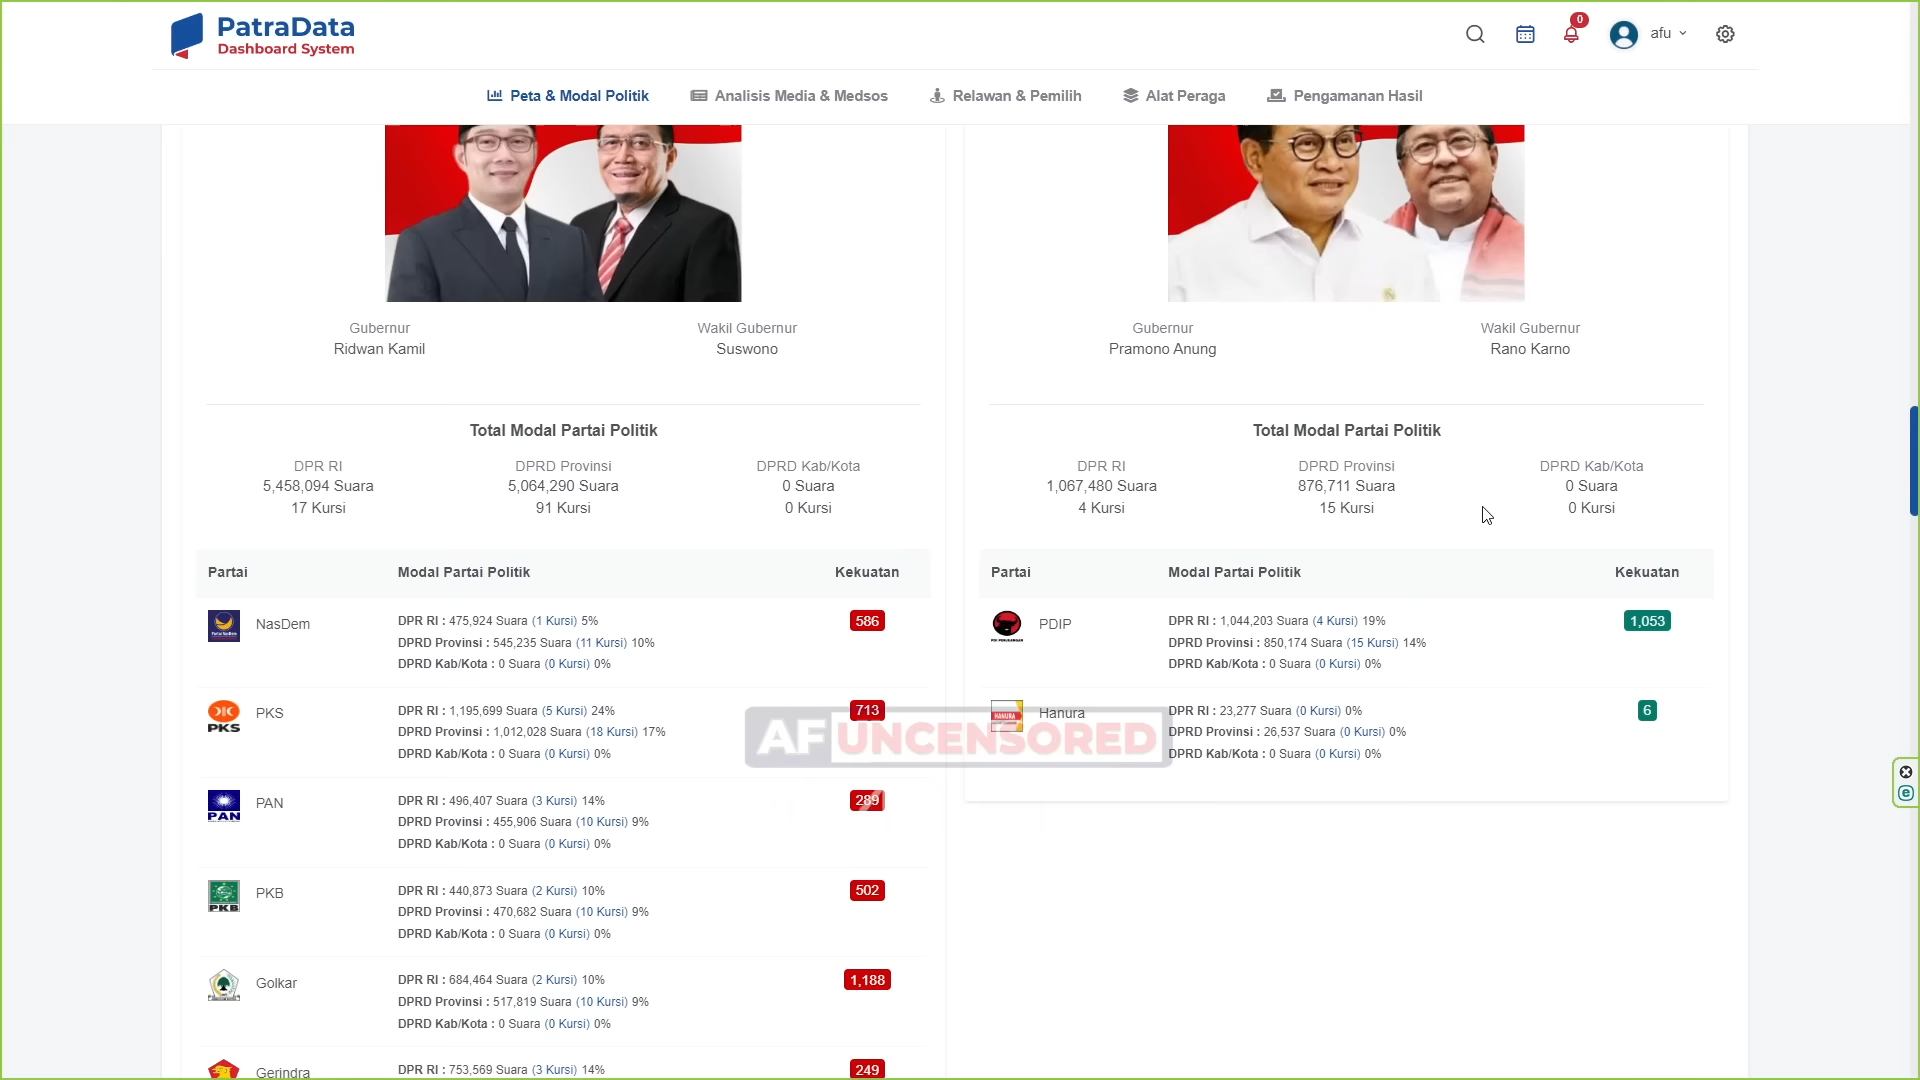 PatraData
Dashboard System
0
afu
Peta & Modal Politik
Analisis Media & Medsos
Relawan & Pemilih
Alat Peraga
Pengamanan Hasil
Gubernur
Ridwan Kamil
Wakil Gubernur
Suswono
Total Modal Partai Politik
DPR RI
5,458,094 Suara
17 Kursi
DPRD Provinsi
5,064,290 Suara
91 Kursi
DPRD Kab/Kota
0 Suara
0 Kursi
Partai
Modal Partai Politik
Kekuatan
NasDem
DPR RI : 475,924 Suara (1 Kursi) 5%
DPRD Provinsi : 545,235 Suara (11 Kursi) 10%
DPRD Kab/Kota : 0 Suara (0 Kursi) 0%
586
PKS
PKS
DPR RI : 1,195,699 Suara (5 Kursi) 24%
DPRD Provinsi : 1,012,028 Suara (18 Kursi) 17%
DPRD Kab/Kota : 0 Suara (0 Kursi) 0%
713
PAN
PAN
DPR RI : 496,407 Suara (3 Kursi) 14%
DPRD Provinsi : 455,906 Suara (10 Kursi) 9%
DPRD Kab/Kota : 0 Suara (0 Kursi) 0%
289
PKB
PKB
DPR RI : 440,873 Suara (2 Kursi) 10%
DPRD Provinsi : 470,682 Suara (10 Kursi) 9%
DPRD Kab/Kota : 0 Suara (0 Kursi) 0%
502
Golkar
DPR RI : 684,464 Suara (2 Kursi) 10%
DPRD Provinsi : 517,819 Suara (10 Kursi) 9%
DPRD Kab/Kota : 0 Suara (0 Kursi) 0%
1,188
Gerindra
DPR RI : 753,569 Suara (3 Kursi) 14%
249
Gubernur
Pramono Anung
Wakil Gubernur
Rano Karno
Total Modal Partai Politik
DPR RI
1,067,480 Suara
4 Kursi
DPRD Provinsi
876,711 Suara
15 Kursi
DPRD Kab/Kota
0 Suara
0 Kursi
Partai
Modal Partai Politik
Kekuatan
PDIP
DPR RI : 1,044,203 Suara (4 Kursi) 19%
DPRD Provinsi : 850,174 Suara (15 Kursi) 14%
DPRD Kab/Kota : 0 Suara (0 Kursi) 0%
1,053
HANURA
Hanura
DPR RI : 23,277 Suara (0 Kursi) 0%
DPRD Provinsi : 26,537 Suara (0 Kursi) 0%
DPRD Kab/Kota : 0 Suara (0 Kursi) 0%
6
AF UNCENSORED